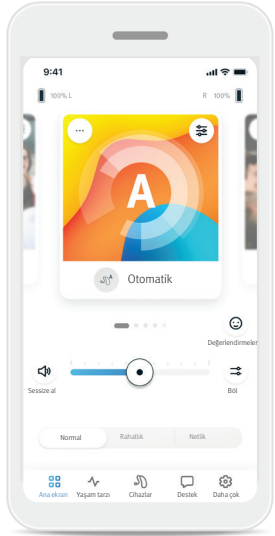 9:41
100% L
R 100%
...
A
Otomatik
Değerlendirmeler
Sessize al
Böl
Normal
Rahatlık
Netlik
Ana ekran
Yaşam tarzı
Cihazlar
Destek
Daha çok